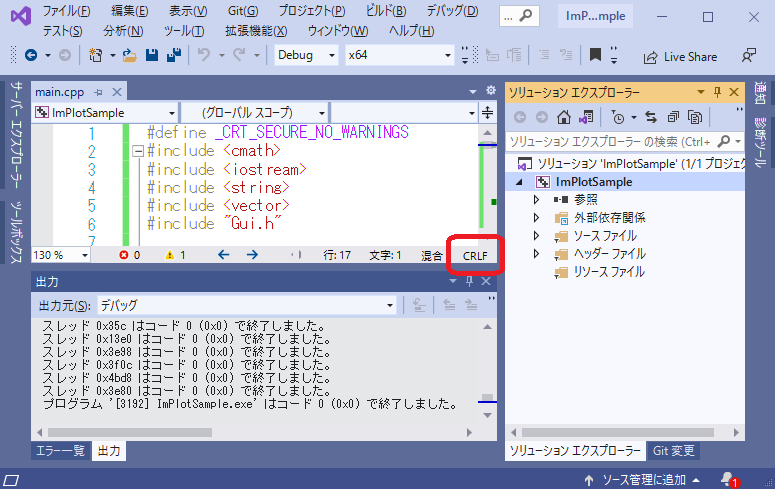 ファイル(F) 編集(E) 表示(V) Git(G) プロジェクト(P) ビルド(B) デバッグ(D) ... ImP...mple
テスト(S) 分析(N) ツール(T) 拡張機能(X) ウィンドウ(W) ヘルプ(H)
Debug x64 Live Share
サーバー エクスプローラー
ツールボックス
main.cpp
ImPlotSample (グローバル スコープ)
1 #define _CRT_SECURE_NO_WARNINGS
2 #include <cmath>
3 #include <iostream>
4 #include <string>
5 #include <vector>
6 #include "Gui.h"
7
130 % 0 1 行: 17 文字: 1 混合 CRLF
出力
出力元(S): デバッグ
スレッド 0x35c はコード 0 (0x0) で終了しました。
スレッド 0x13e0 はコード 0 (0x0) で終了しました。
スレッド 0x3e98 はコード 0 (0x0) で終了しました。
スレッド 0x3f0c はコード 0 (0x0) で終了しました。
スレッド 0x4bd8 はコード 0 (0x0) で終了しました。
スレッド 0x3e80 はコード 0 (0x0) で終了しました。
プログラム '[3192] ImPlotSample.exe' はコード 0 (0x0) で終了しました。
エラー一覧 出力
ソリューション エクスプローラー
ソリューション エクスプローラー の検索 (Ctrl+
ソリューション 'ImPlotSample' (1/1 プロジェク
ImPlotSample
参照
外部依存関係
ソース ファイル
ヘッダー ファイル
リソース ファイル
ソリューション エクスプローラー Git 変更
通知
診断ツール
ソース管理に追加 1